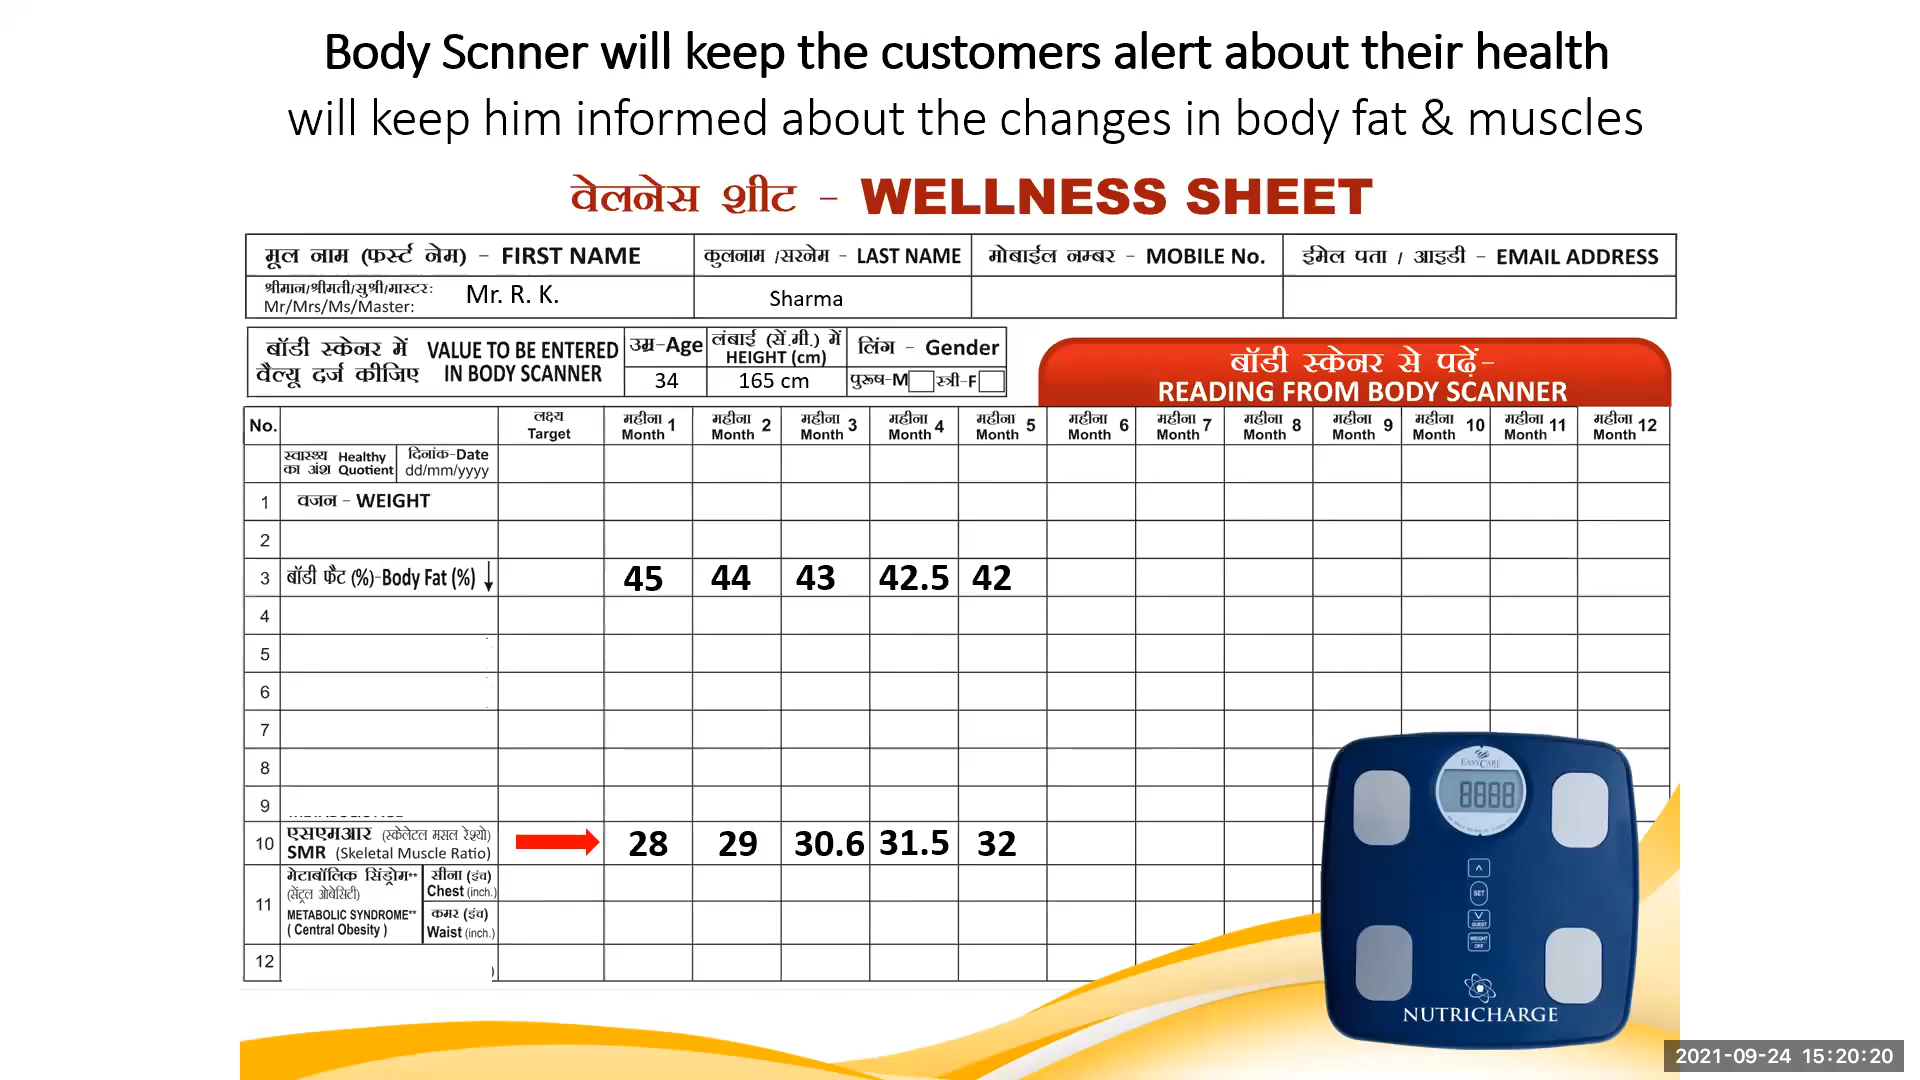 Body Scnner will keep the customers alert about their health
will keep him informed about the changes in body fat & muscles
वेलनेस शीट - WELLNESS SHEET
मूल नाम (फर्स्ट नेम) - FIRST NAME कुलनाम /सरनेम - LAST NAME मोबाईल नम्बर - MOBILE No. ईमेल पता / आइडी - EMAIL ADDRESS
श्रीमान/श्रीमती/सुश्री/मास्टर:
Mr/Mrs/Ms/Master: Mr. R. K. Sharma
बॉडी स्केनर में वैल्यू दर्ज कीजिए VALUE TO BE ENTERED IN BODY SCANNER
उम्र-Age लंबाई (सें.मी.) में HEIGHT (cm) लिंग - Gender
34 165 cm पुरूष-M स्त्री-F
बॉडी स्केनर से पढ़ें-
READING FROM BODY SCANNER
No. लक्ष्य Target महीना Month 1 महीना Month 2 महीना Month 3 महीना Month 4 महीना Month 5 महीना Month 6 महीना Month 7 महीना Month 8 महीना Month 9 महीना Month 10 महीना Month 11 महीना Month 12
स्वास्थ्य का अंश Healthy Quotient दिनांक-Date dd/mm/yyyy
1 वजन - WEIGHT
2
3 बॉडी फैट (%)-Body Fat (%) ↓ 45 44 43 42.5 42
4
5
6
7
8
9
10 एसएमआर (स्केलेटल मसल रेश्यो) SMR (Skeletal Muscle Ratio) 28 29 30.6 31.5 32
11 मेटाबॉलिक सिंड्रोम** (सेंट्रल ओबेसिटी) METABOLIC SYNDROME** ( Central Obesity )
सीना (इंच) Chest (inch.)
कमर (इंच) Waist (inch.)
12
EASYCARE
8888
SET
GUEST
WEIGHT
OFF
NUTRICHARGE
2021-09-24 15:20:20